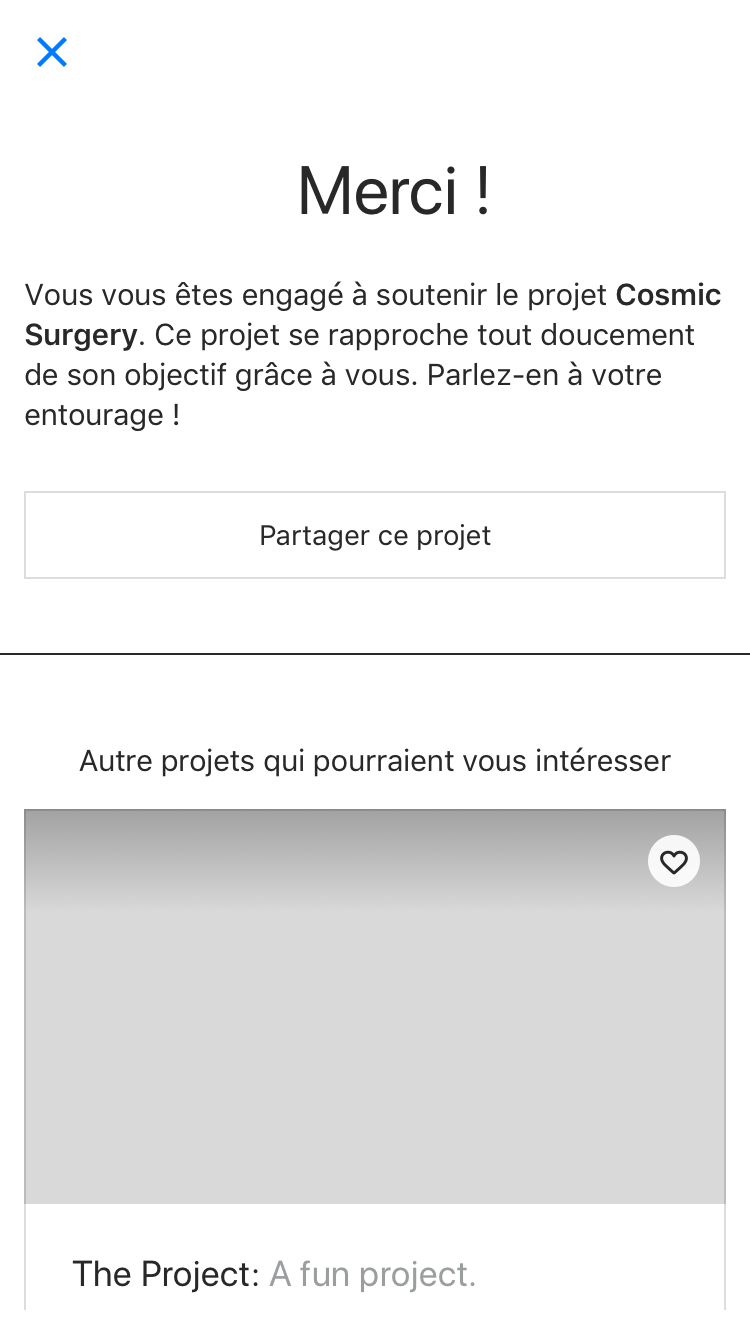 Merci !
Vous vous êtes engagé à soutenir le projet Cosmic
Surgery. Ce projet se rapproche tout doucement
de son objectif grâce à vous. Parlez-en à votre
entourage !
Partager ce projet
Autre projets qui pourraient vous intéresser
The Project: A fun project.